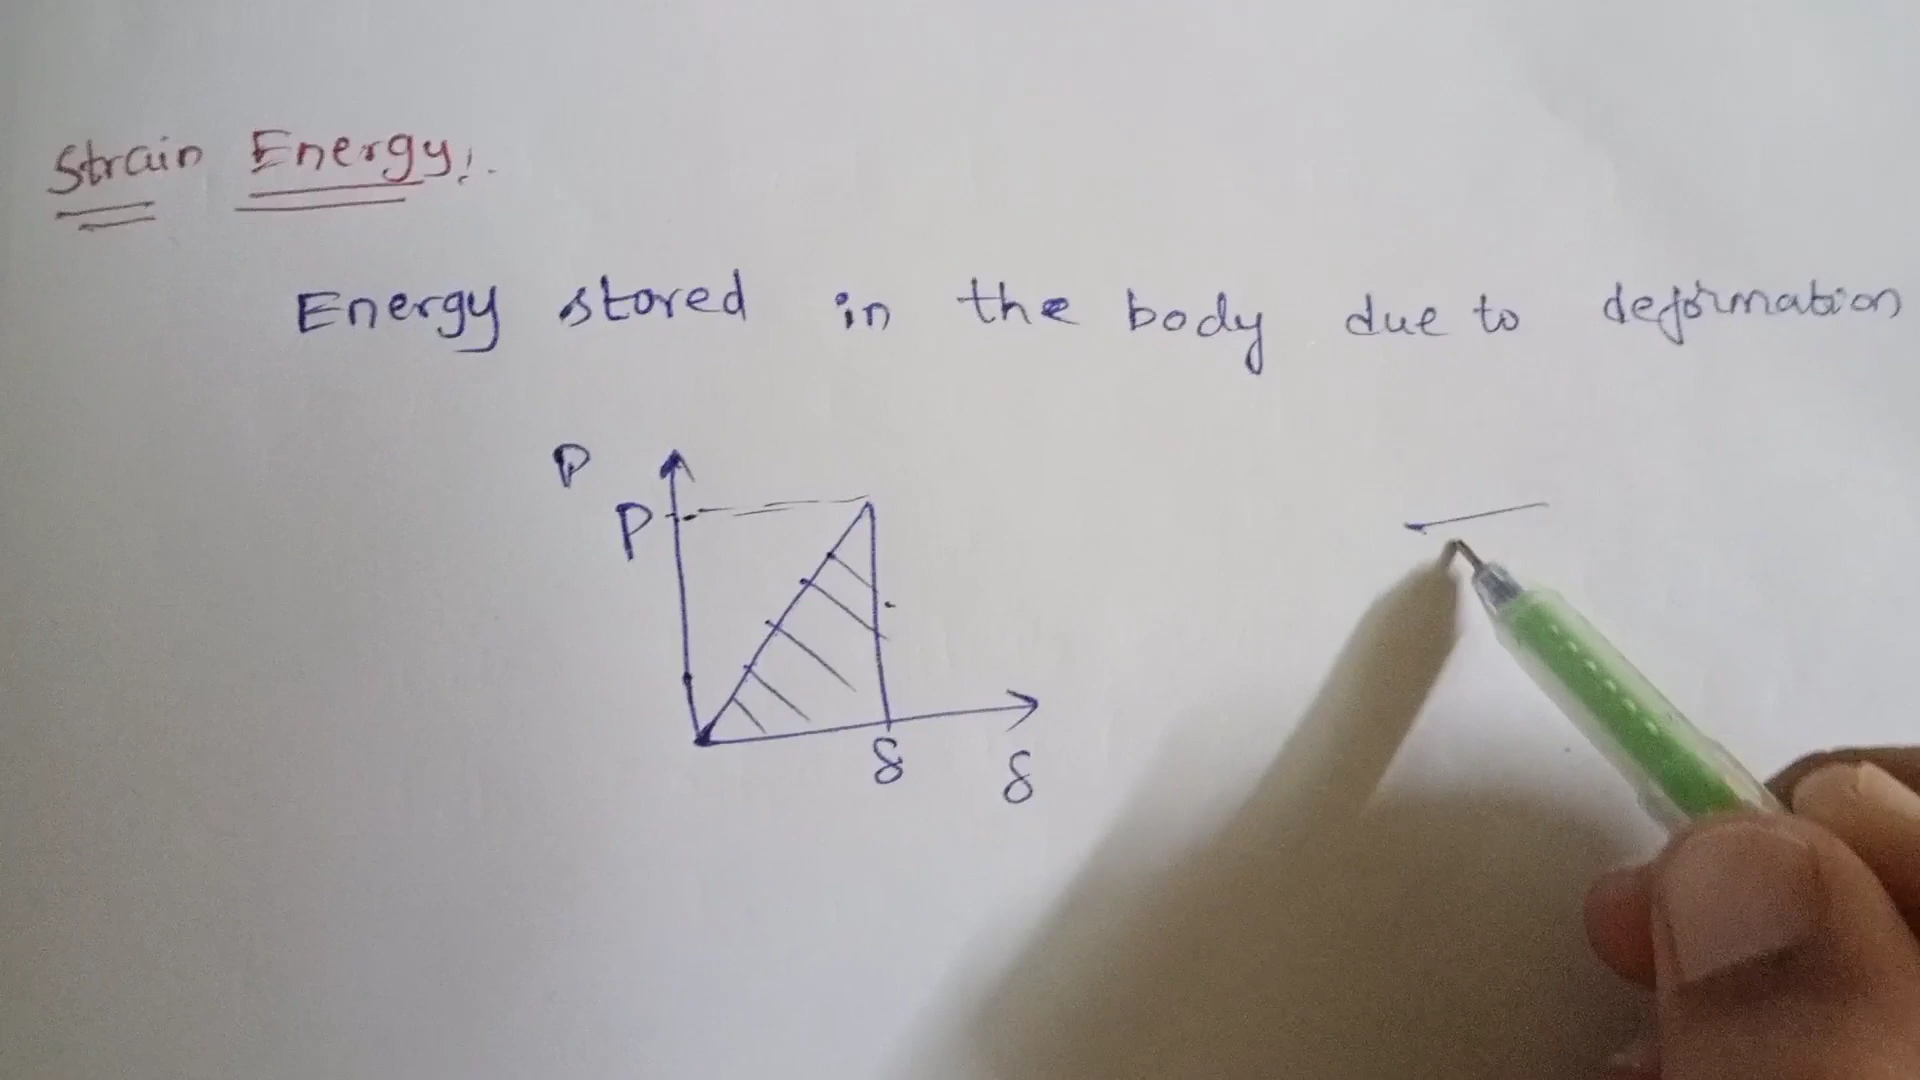 Strain Energy:.
Energy stored in the body due to deformation
P
P
δ
δ